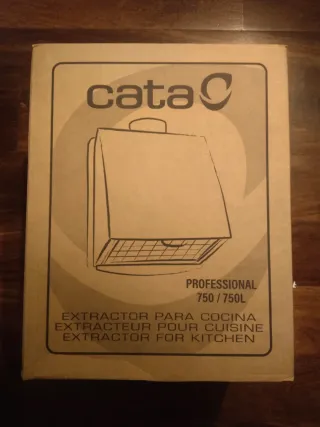 cata
PROFESSIONAL
750 / 750L
EXTRACTOR PARA COCINA
EXTRACTEUR POUR CUISINE
EXTRACTOR FOR KITCHEN